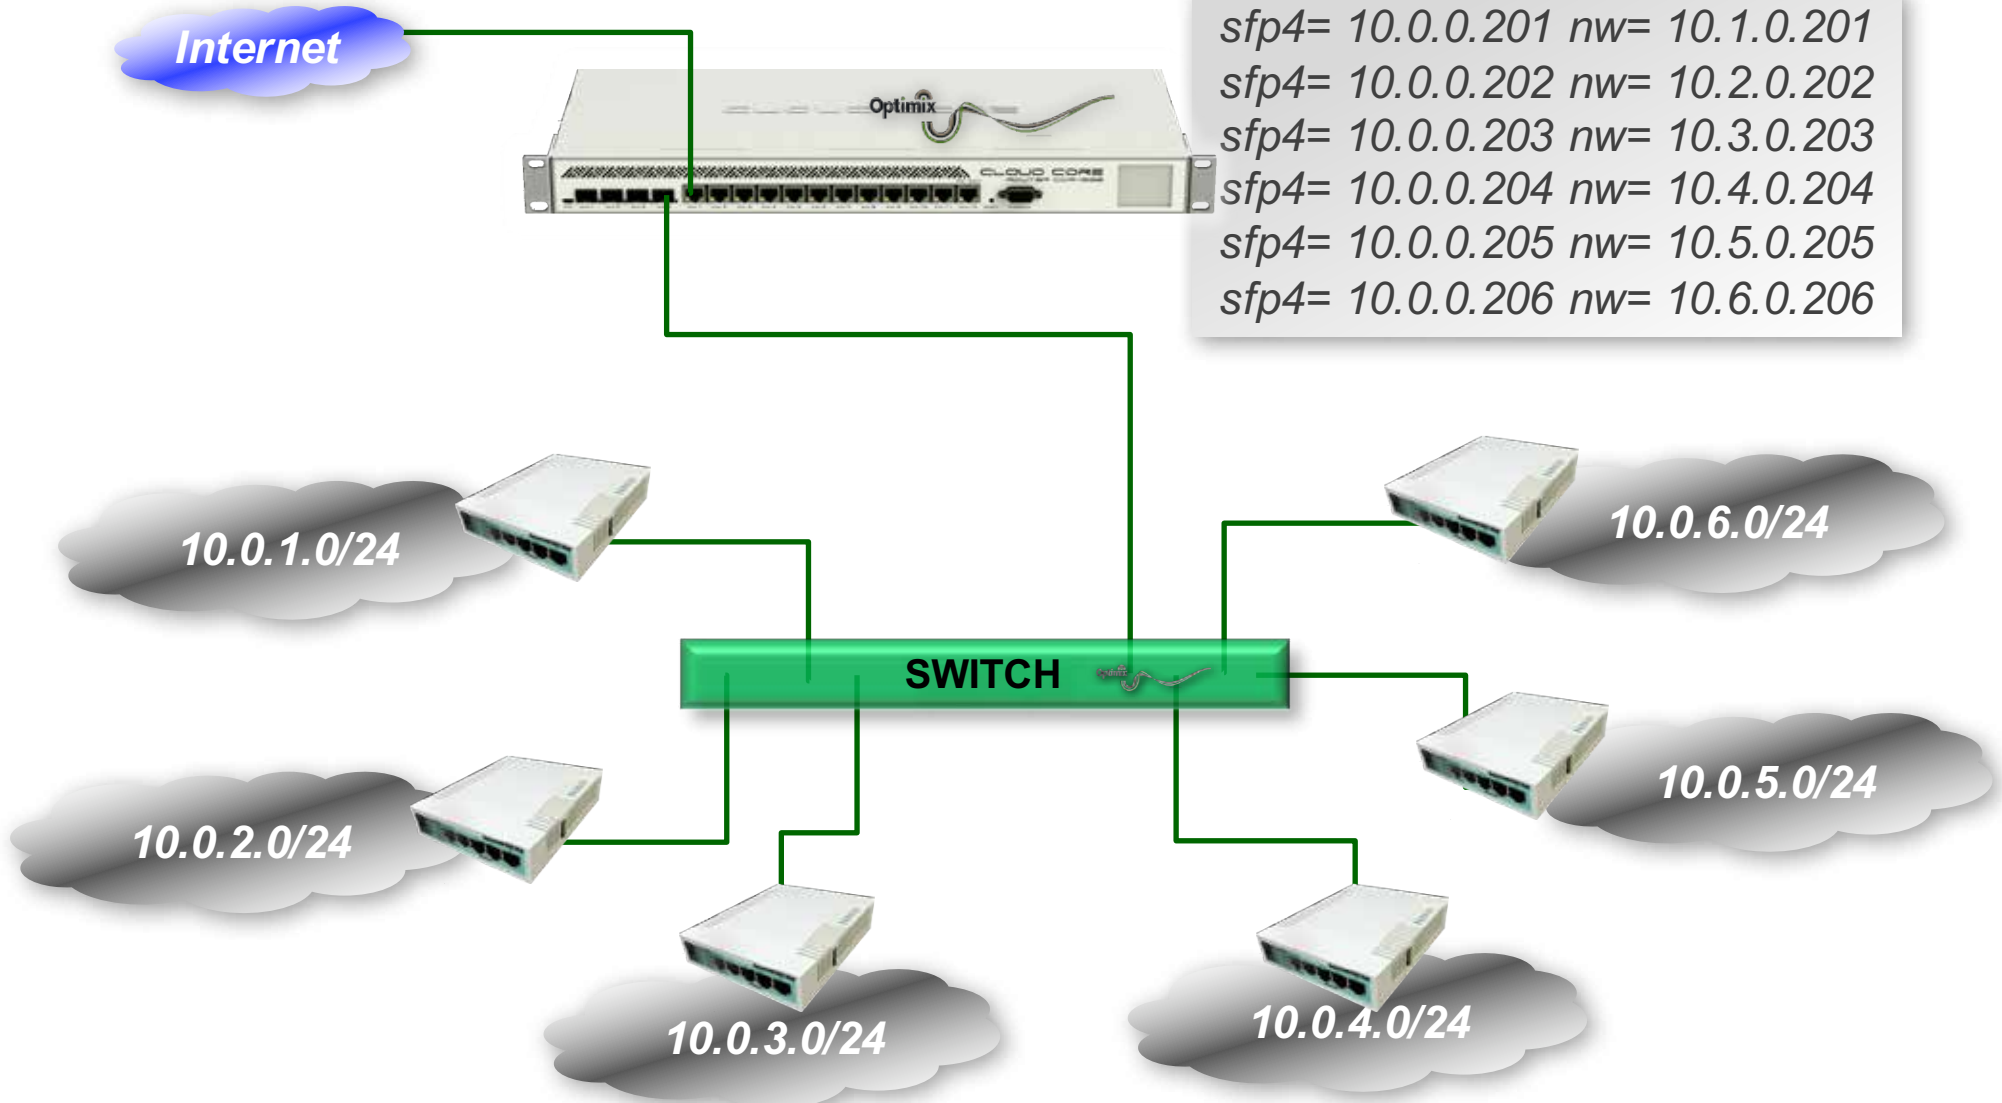 Internet
sfp4= 10.0.0.201 nw= 10.1.0.201
sfp4= 10.0.0.202 nw= 10.2.0.202
sfp4= 10.0.0.203 nw= 10.3.0.203
sfp4= 10.0.0.204 nw= 10.4.0.204
sfp4= 10.0.0.205 nw= 10.5.0.205
sfp4= 10.0.0.206 nw= 10.6.0.206
Optimix
CLOUD CORE
10.0.1.0/24
10.0.6.0/24
SWITCH
10.0.2.0/24
10.0.5.0/24
10.0.3.0/24
10.0.4.0/24